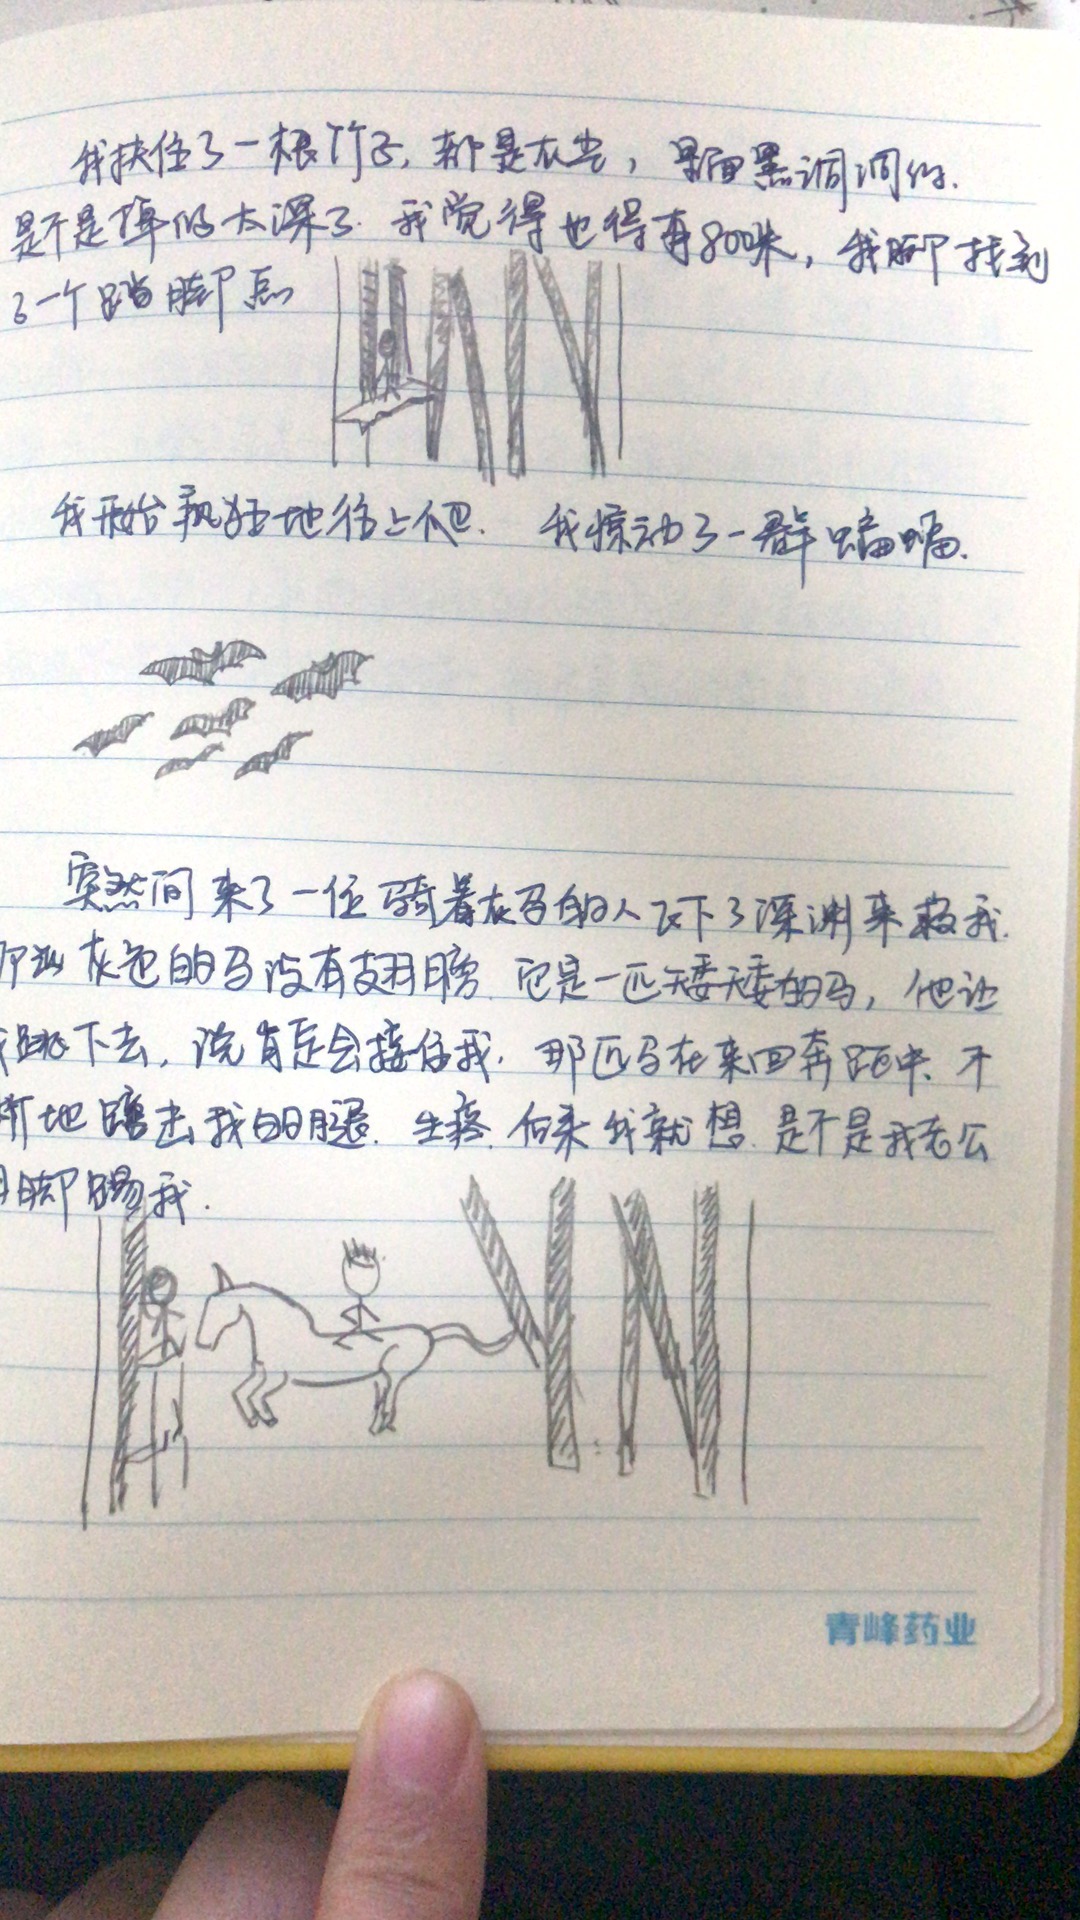 我扶住了一根竹子,都是灰尘,里面黑洞洞的.
是不是掉的太深了.我觉得也得有800米,我脚找到
了一个踏脚点
我开始疯狂地往上爬. 我惊动了一群蝙蝠.
突然间来了一位骑着灰马的人飞下了深渊来救我.
灰色的马没有翅膀.它是一匹矮矮的马,他让
我跳下去,说肯定会接住我.那匹马在来回奔跑中、不
断地蹭去我的腿.生疼.后来我就想.是不是我老公
用脚踢我.
青峰药业